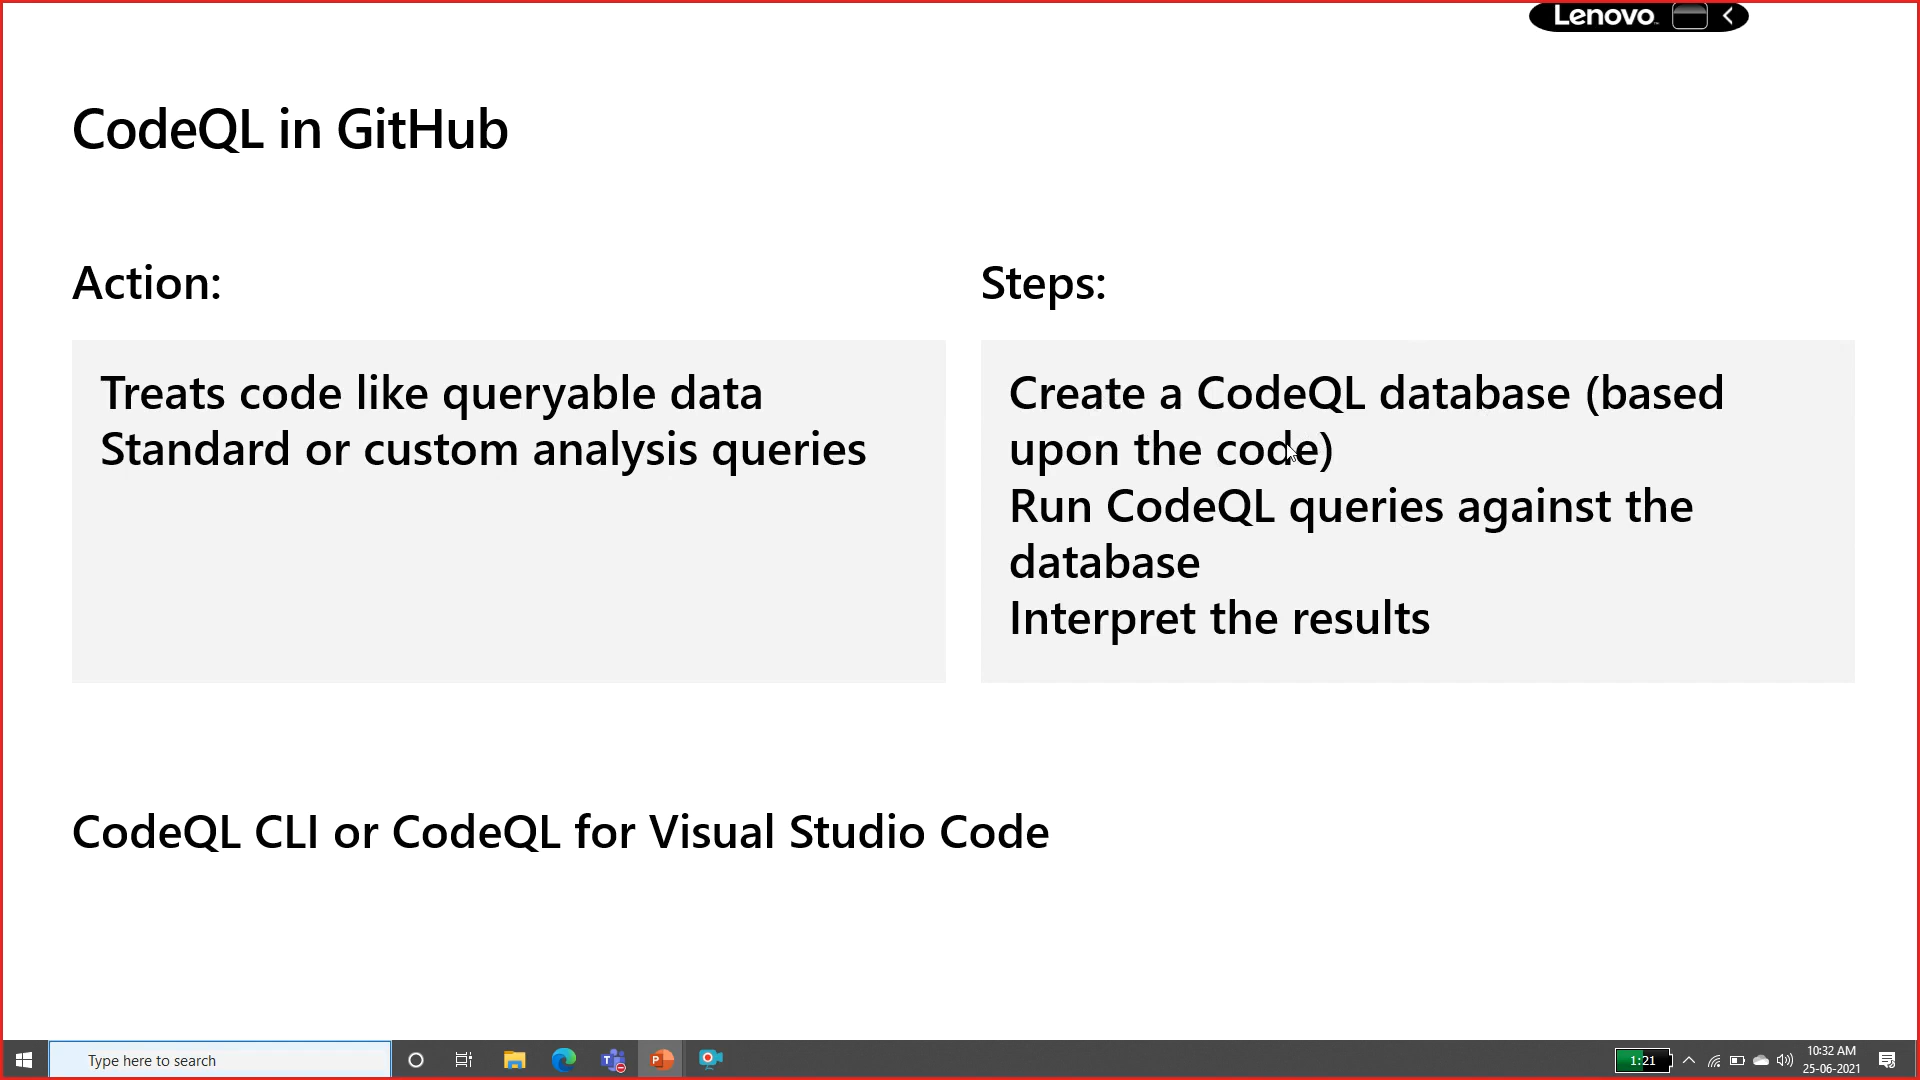 Lenovo
CodeQL in GitHub
Action:
Treats code like queryable data
Standard or custom analysis queries
Steps:
Create a CodeQL database (based
upon the code)
Run CodeQL queries against the
database
Interpret the results
CodeQL CLI or CodeQL for Visual Studio Code
Type here to search
1:21
10:32 AM
25-06-2021